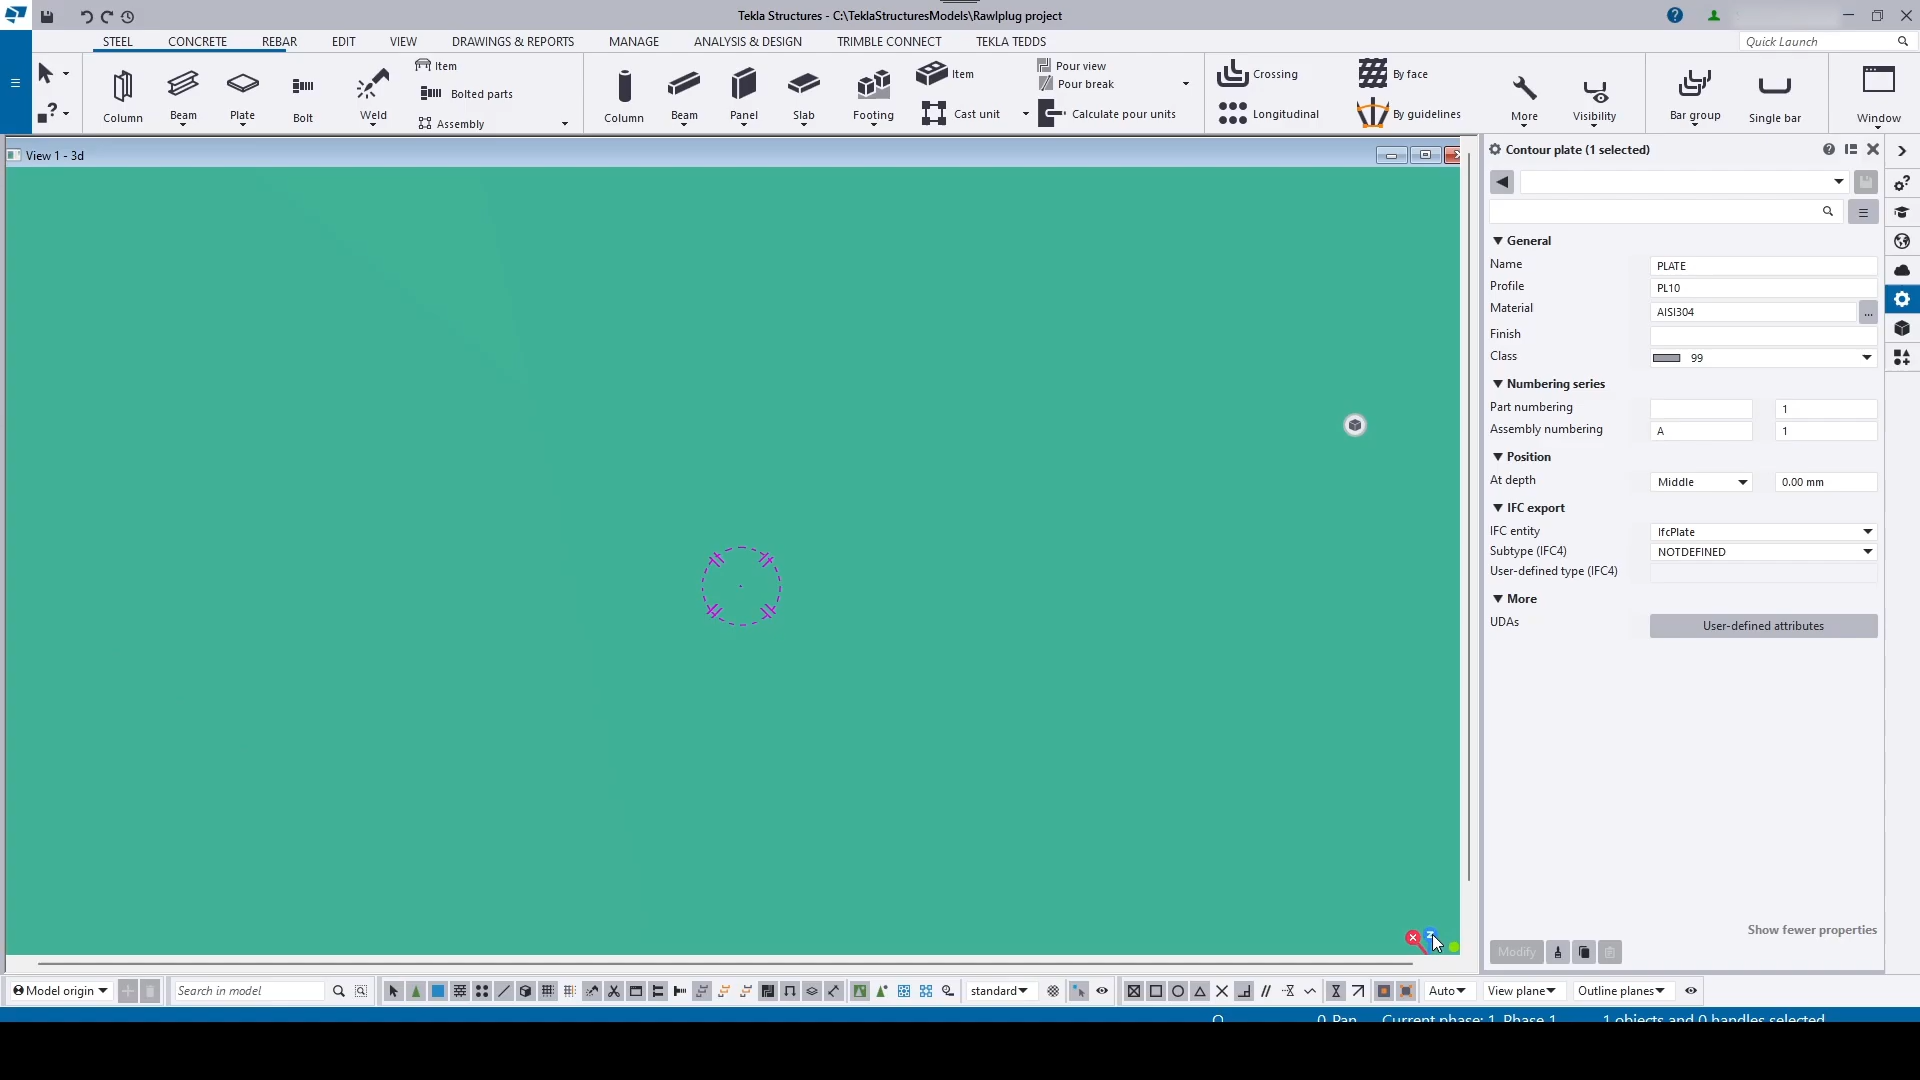 Tekla Structures - C:\TeklaStructuresModels\Rawlplug project
STEEL CONCRETE REBAR EDIT VIEW DRAWINGS & REPORTS MANAGE ANALYSIS & DESIGN TRIMBLE CONNECT TEKLA TEDDS
Quick Launch
Column
Beam
Plate
Bolt
Weld
Item
Bolted parts
Assembly
Column
Beam
Panel
Slab
Footing
Item
Cast unit
Pour view
Pour break
Calculate pour units
Crossing
Longitudinal
By face
By guidelines
More
Visibility
Bar group
Single bar
Window
View 1 - 3d
Contour plate (1 selected)
General
Name PLATE
Profile PL10
Material AISI304 ...
Finish
Class 99
Numbering series
Part numbering 1
Assembly numbering A 1
Position
At depth Middle 0.00 mm
IFC export
IFC entity IfcPlate
Subtype (IFC4) NOTDEFINED
User-defined type (IFC4)
More
UDAs User-defined attributes
Show fewer properties
Modify
Model origin
Search in model
standard
Auto
View plane
Outline planes
0 Pan Current phase: 1, Phase 1 1 objects and 0 handles selected